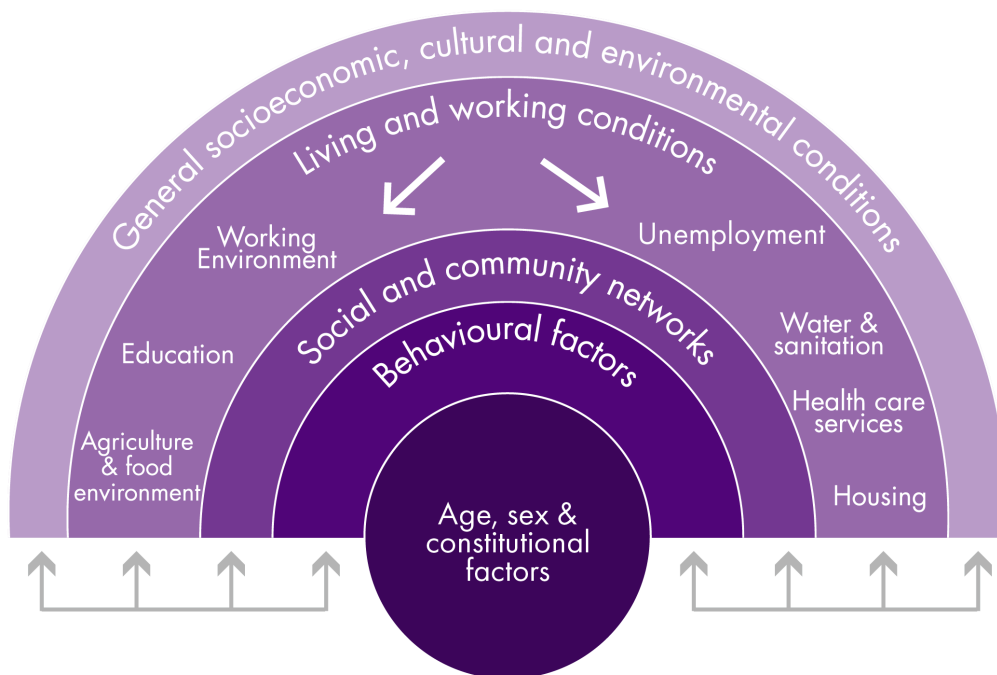 General socioeconomic, cultural and environmental conditions
Living and working conditions
Working
Environment
Unemployment
Social and community networks
Education
Water &
sanitation
Behavioural factors
Health care
services
Agriculture
& food
environment
Housing
Age, sex &
constitutional
factors